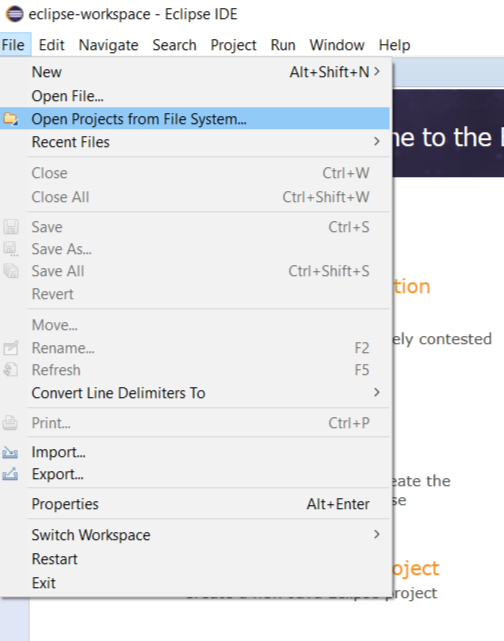 eclipse-workspace - Eclipse IDE
File Edit Navigate Search Project Run Window Help
New Alt+Shift+N >
Open File...
Open Projects from File System...
Recent Files >
Close Ctrl+W
Close All Ctrl+Shift+W
Save Ctrl+S
Save As...
Save All Ctrl+Shift+S
Revert
Move...
Rename... F2
Refresh F5
Convert Line Delimiters To >
Print... Ctrl+P
Import...
Export...
Properties Alt+Enter
Switch Workspace >
Restart
Exit
ne to the
tion
ely contested
eate the
se
oject
Create a new Java Eclipse project